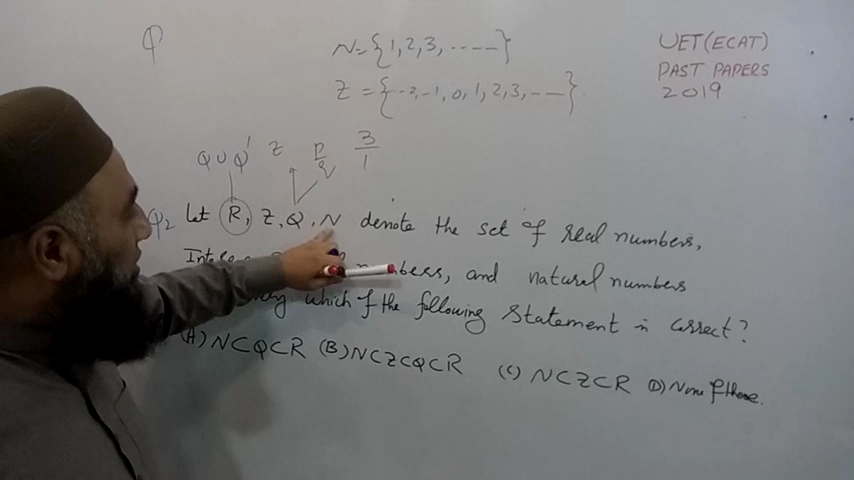 N={1,2,3,-----}
Z={--2,-1,0,1,2,3,---}
UET(ECAT)
PAST PAPERS
2019
Q∪Q' Z P/q 3/1
Q2 Let R, Z, Q, N denote the set of real numbers,
and natural numbers
which of the following Statement is correct?
(A) N⊂Q⊂R (B) N⊂Z⊂Q⊂R (C) N⊂Z⊂R (D) None of these.